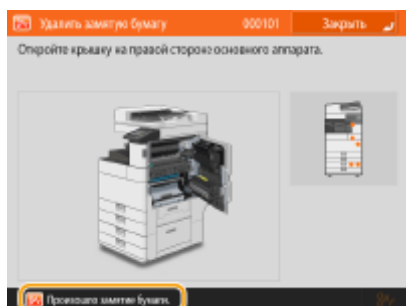 Удалить замятую бумагу 000101 Закрыть
Откройте крышку на правой стороне основного аппарата.
Произошло замятие бумаги.